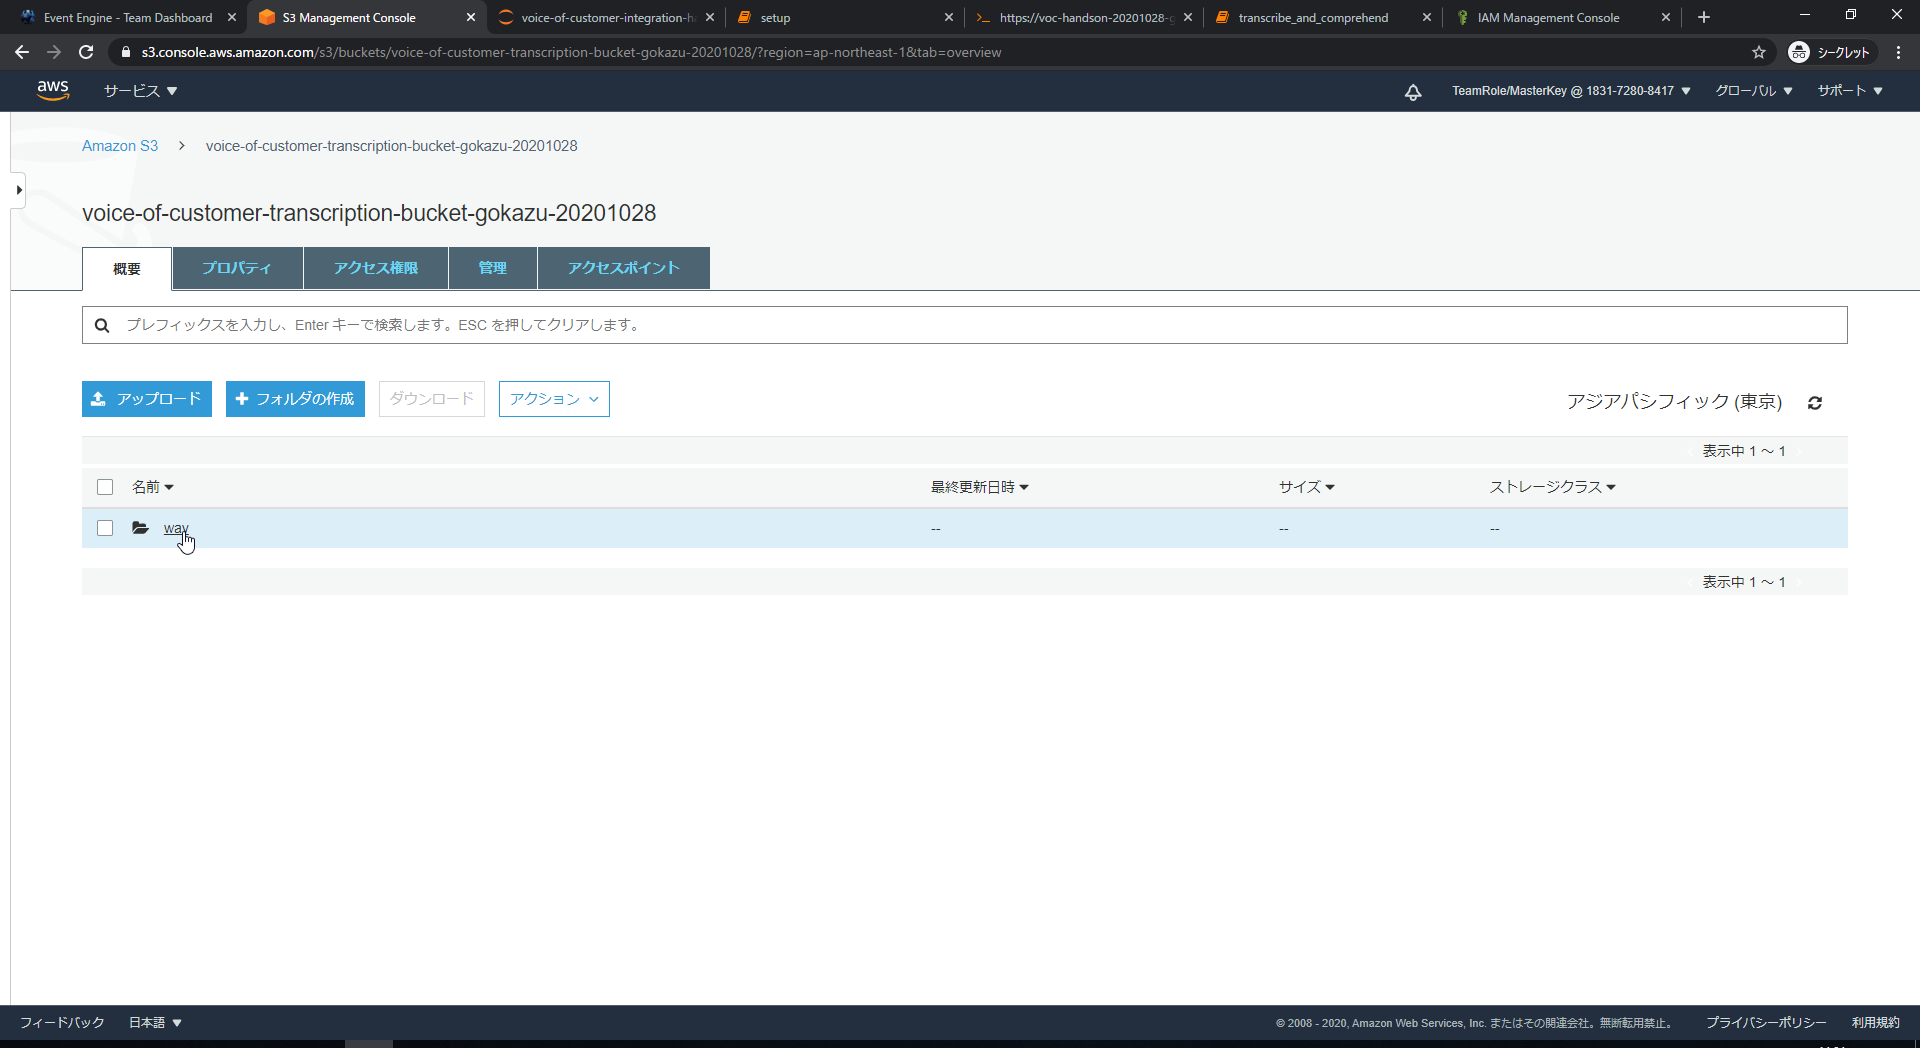 Event Engine - Team Dashboard
S3 Management Console
voice-of-customer-integration-ha
setup
https://voc-handson-20201028-g
transcribe_and_comprehend
IAM Management Console
s3.console.aws.amazon.com/s3/buckets/voice-of-customer-transcription-bucket-gokazu-20201028/?region=ap-northeast-1&tab=overview
シークレット
aws
サービス
TeamRole/MasterKey @ 1831-7280-8417
グローバル
サポート
Amazon S3 > voice-of-customer-transcription-bucket-gokazu-20201028
voice-of-customer-transcription-bucket-gokazu-20201028
概要
プロパティ
アクセス権限
管理
アクセスポイント
プレフィックスを入力し、Enter キーで検索します。ESC を押してクリアします。
アップロード
フォルダの作成
ダウンロード
アクション
アジアパシフィック (東京)
表示中 1 ～ 1
名前
最終更新日時
サイズ
ストレージクラス
wav
--
--
--
表示中 1 ～ 1
フィードバック
日本語
© 2008 - 2020, Amazon Web Services, Inc. またはその関連会社。無断転用禁止。
プライバシーポリシー
利用規約